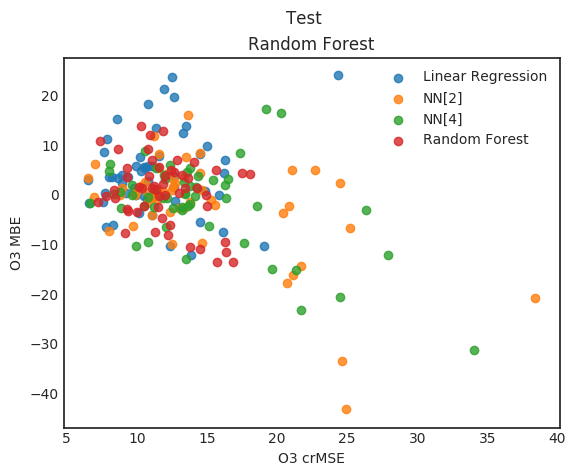 Test
Random Forest
Linear Regression
NN[2]
NN[4]
Random Forest
O3 MBE
20
10
0
−10
−20
−30
−40
5 10 15 20 25 30 35 40
O3 crMSE